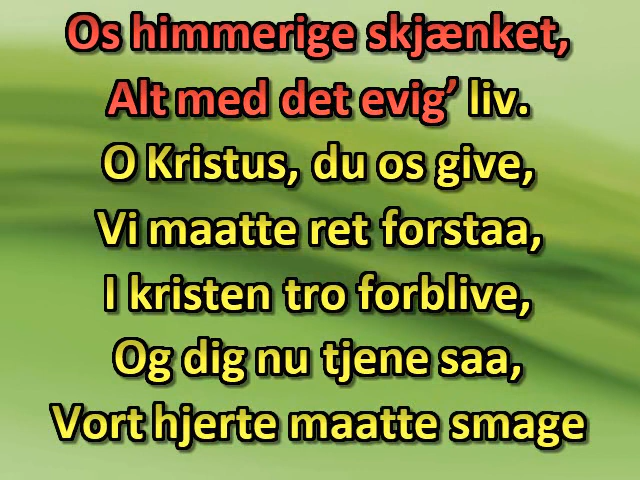 Os himmerige skjænket,
Alt med det evig’ liv.
O Kristus, du os give,
Vi maatte ret forstaa,
I kristen tro forblive,
Og dig nu tjene saa,
Vort hjerte maatte smage